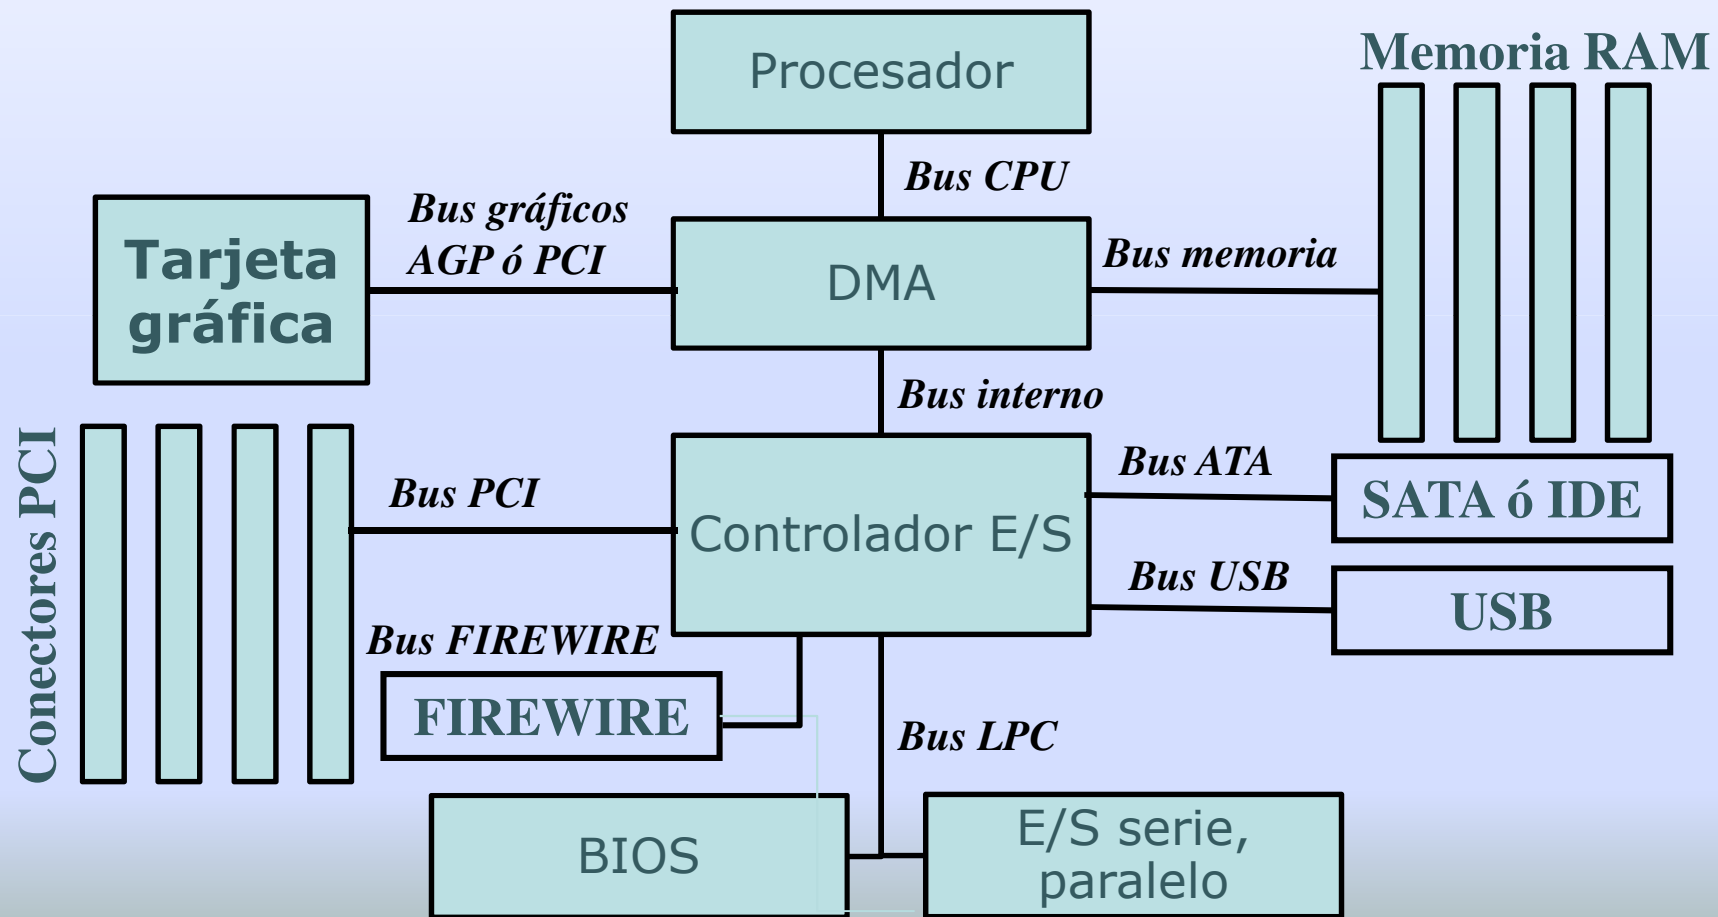 Procesador
Memoria RAM
Bus CPU
Bus gráficos
AGP ó PCI
Tarjeta
gráfica
DMA
Bus memoria
Bus interno
Conectores PCI
Bus PCI
Controlador E/S
Bus ATA
SATA ó IDE
Bus USB
USB
Bus FIREWIRE
FIREWIRE
Bus LPC
BIOS
E/S serie,
paralelo